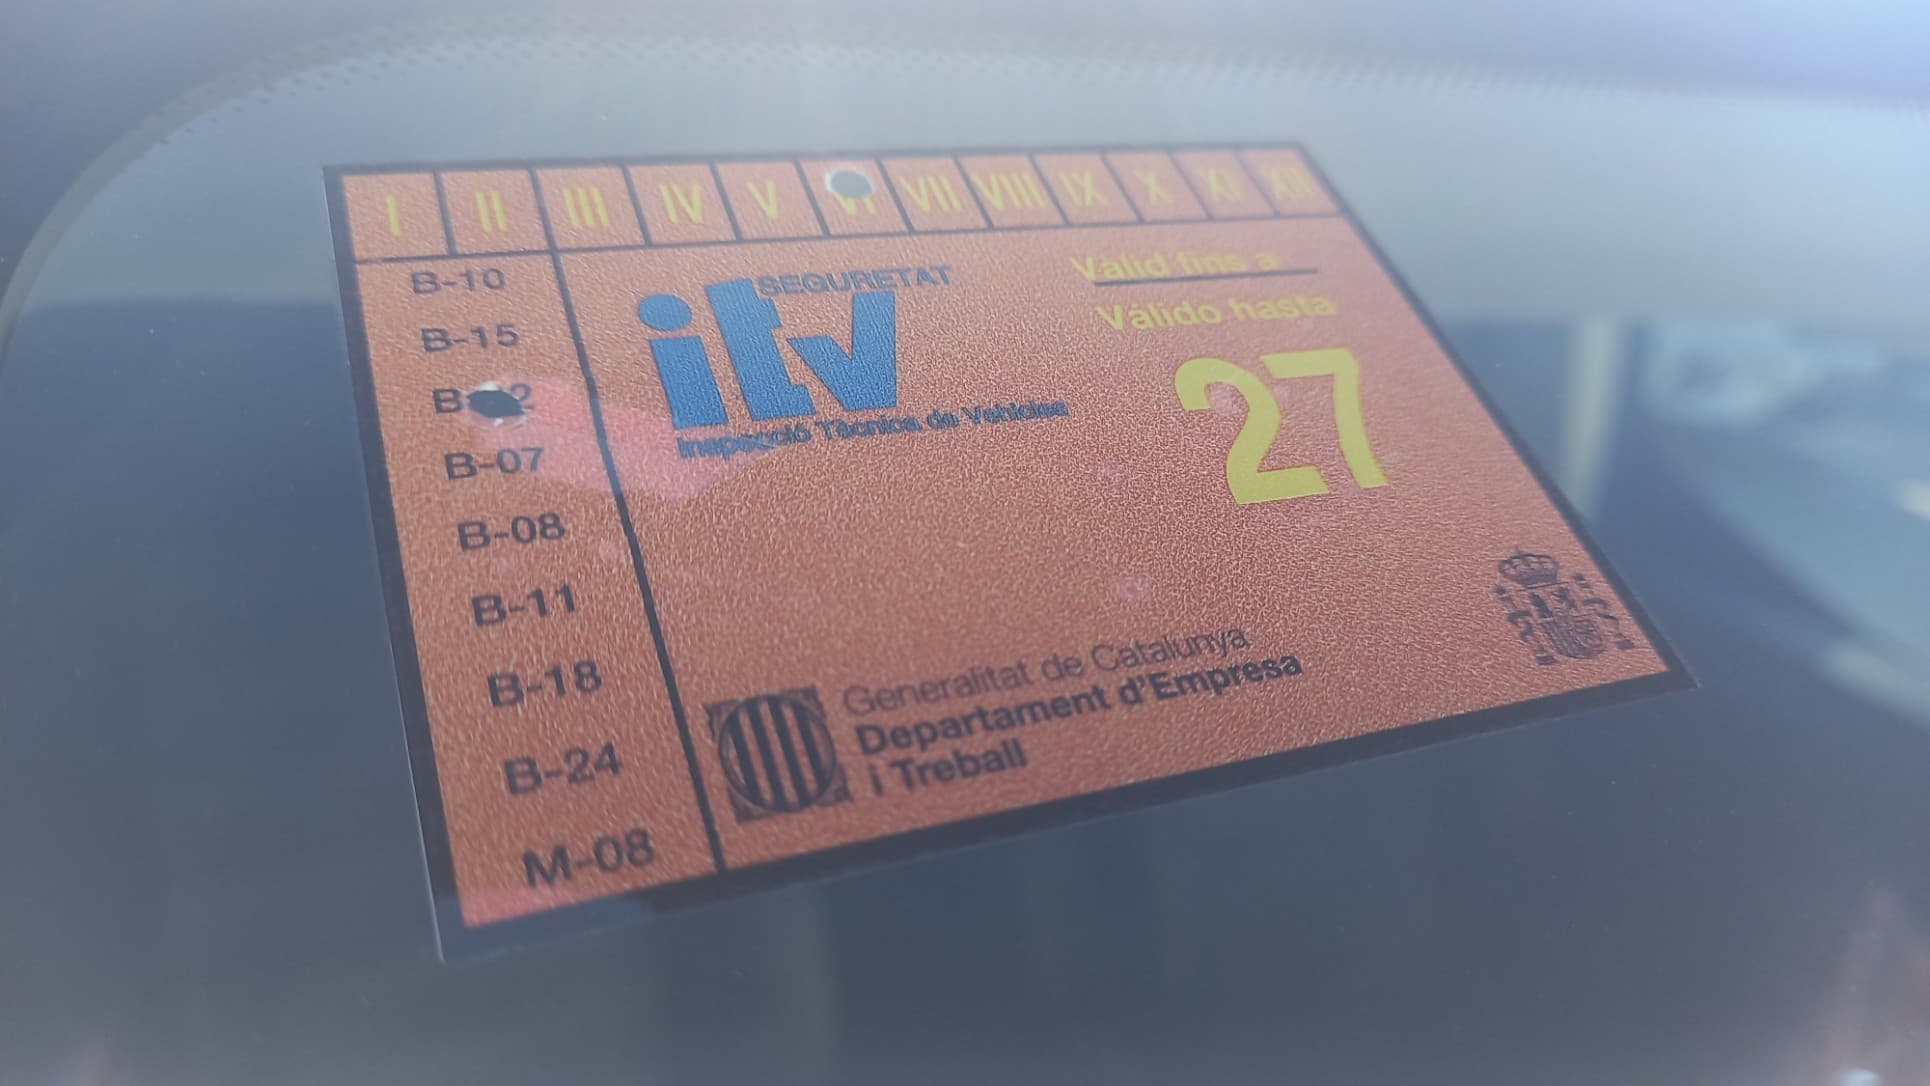 I II III IV V VI VII VIII IX X XI XII
B-10
B-15
B-07
B-08
B-11
B-18
B-24
M-08
SEGURETAT
itv
Inspecció Tècnica de Vehicles
Vàlid fins a
Válido hasta
27
Generalitat de Catalunya
Departament d'Empresa
i Treball